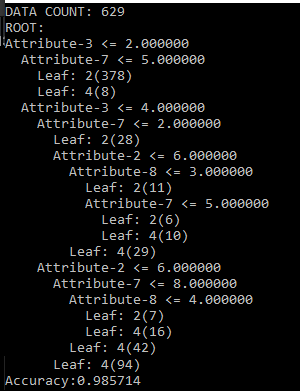 DATA COUNT: 629
ROOT:
Attribute-3 <= 2.000000
  Attribute-7 <= 5.000000
    Leaf: 2(378)
    Leaf: 4(8)
  Attribute-3 <= 4.000000
    Attribute-7 <= 2.000000
      Leaf: 2(28)
      Attribute-2 <= 6.000000
        Attribute-8 <= 3.000000
          Leaf: 2(11)
          Attribute-7 <= 5.000000
            Leaf: 2(6)
            Leaf: 4(10)
        Leaf: 4(29)
    Attribute-2 <= 6.000000
      Attribute-7 <= 8.000000
        Attribute-8 <= 4.000000
          Leaf: 2(7)
          Leaf: 4(16)
        Leaf: 4(42)
      Leaf: 4(94)
Accuracy:0.985714